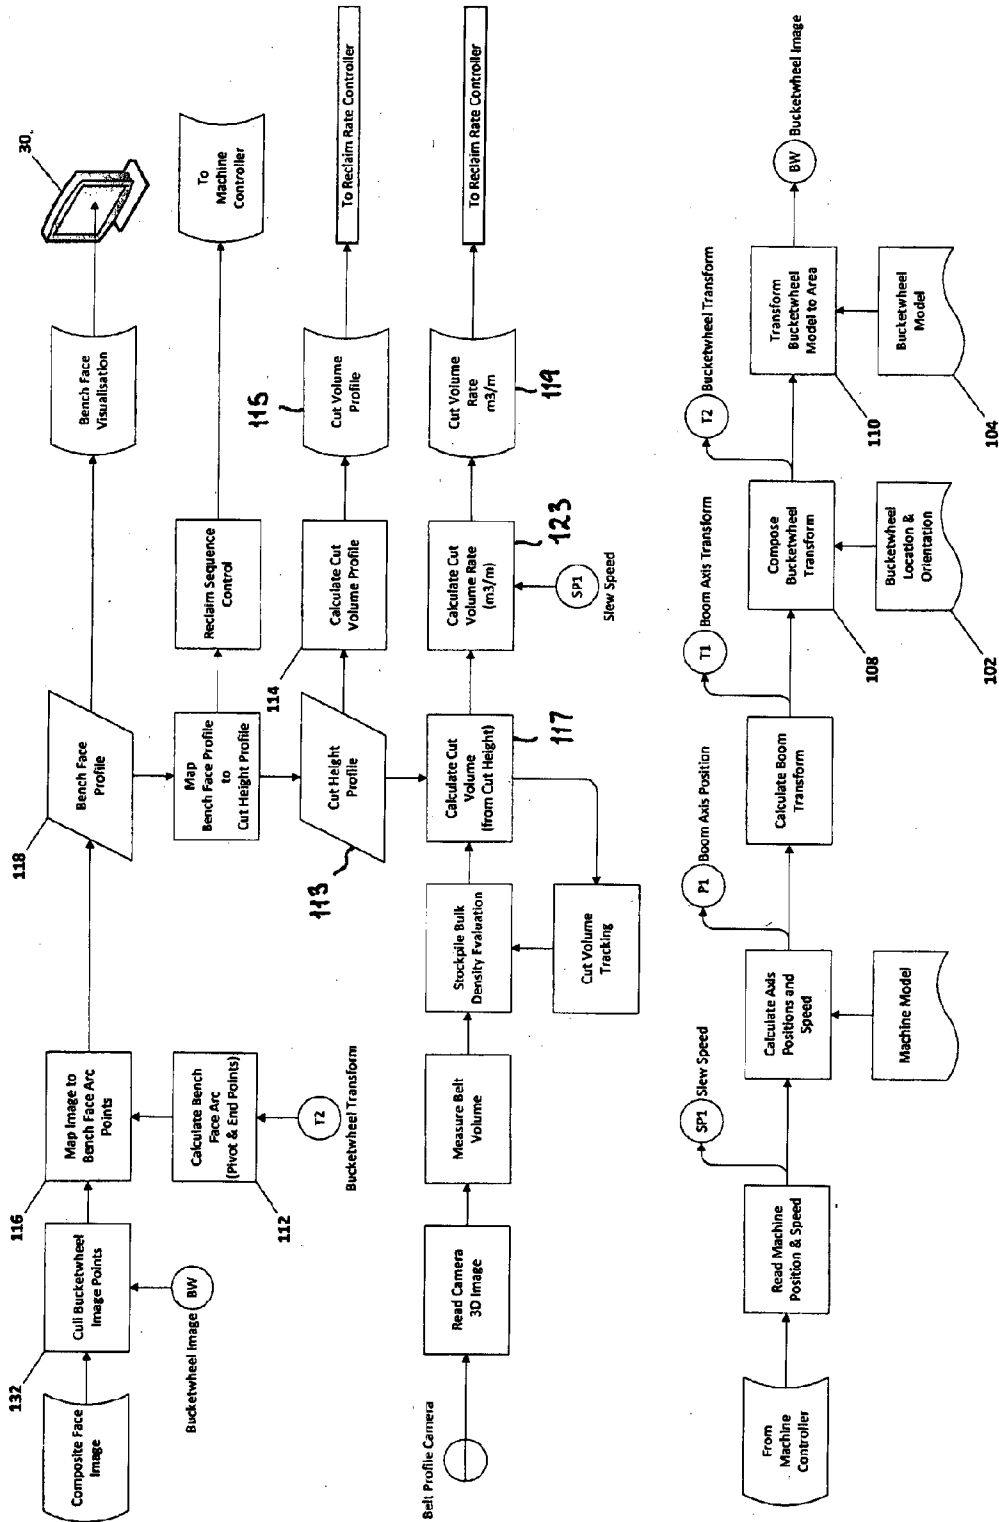 Composite Face
Image
132
Cull Bucketwheel
Image Points
BW
Bucketwheel Image
116
Map Image to
Bench Face Arc
Points
112
Calculate Bench
Face Arc
(Pivot & End Points)
T2
Bucketwheel Transform
118
Bench Face
Profile
Bench Face
Visualisation
30.
Map
Bench Face Profile
to
Cut Height Profile
Reclaim Sequence
Control
To
Machine
Controller
113
Cut Height
Profile
114
Calculate Cut
Volume Profile
115
Cut Volume
Profile
To Reclaim Rate Controller
Belt Profile Camera
Read Camera
3D Image
Measure Belt
Volume
Stockpile Bulk
Density Evaluation
Cut Volume
Tracking
117
Calculate Cut
Volume
(from Cut Height)
123
Calculate Cut
Volume Rate
(m3/m)
SP1
Slew Speed
119
Cut Volume
Rate
m3/m
To Reclaim Rate Controller
From
Machine
Controller
Read Machine
Position & Speed
SP1
Slew Speed
Calculate Axis
Positions and
Speed
Machine Model
P1
Boom Axis Position
Calculate Boom
Transform
T1
Boom Axis Transform
108
Compose
Bucketwheel
Transform
102
Bucketwheel
Location &
Orientation
T2
Bucketwheel Transform
110
Transform
Bucketwheel
Model to Area
104
Bucketwheel
Model
BW
Bucketwheel Image